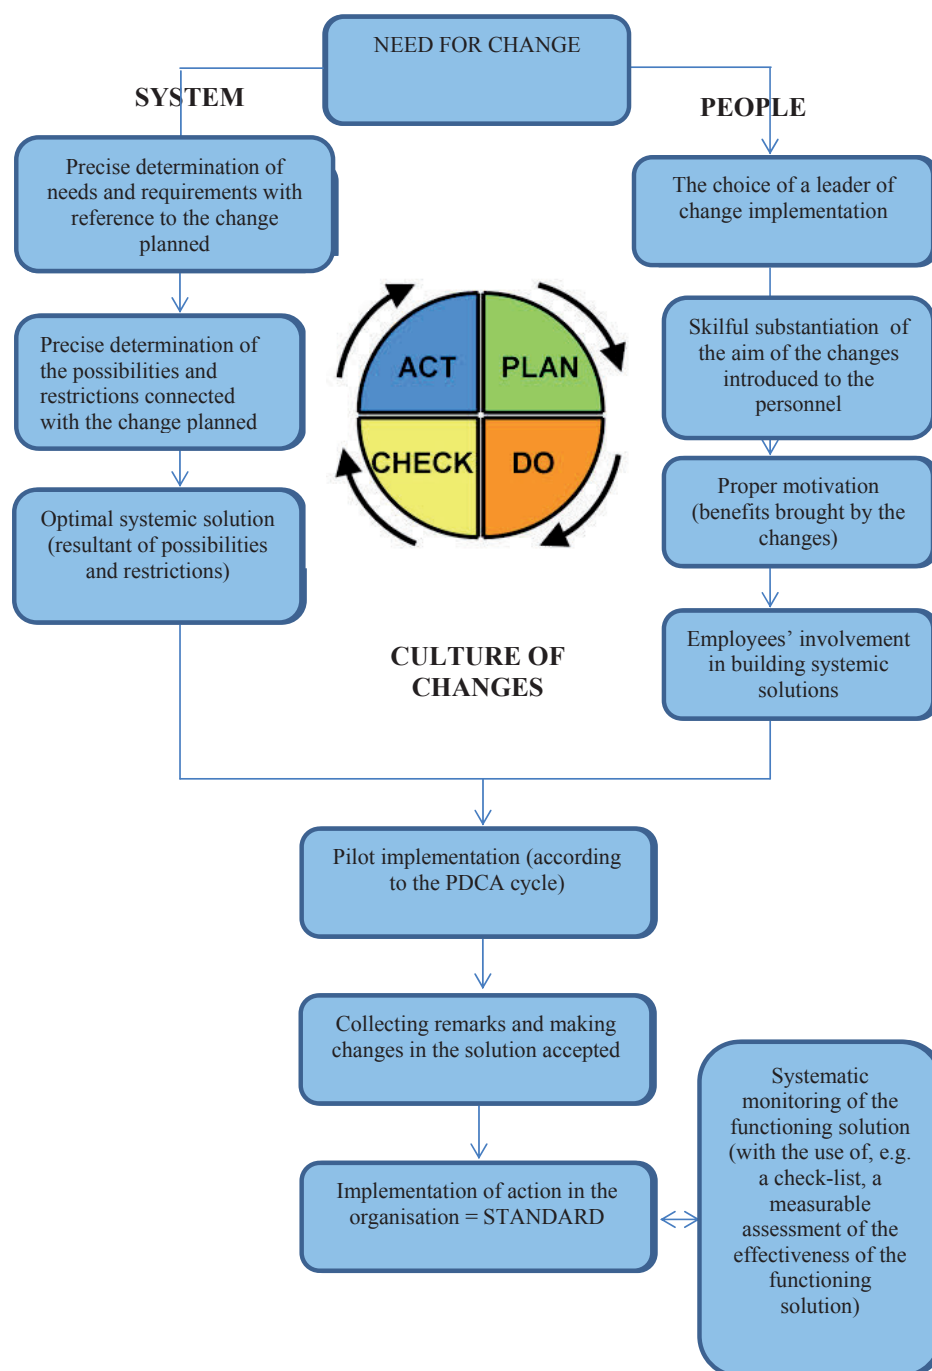 NEED FOR CHANGE
SYSTEM
PEOPLE
Precise determination of
needs and requirements with
reference to the change
planned
The choice of a leader of
change implementation
Precise determination of
the possibilities and
restrictions connected
with the change planned
ACT
PLAN
CHECK
DO
Skilful substantiation of
the aim of the changes
introduced to the
personnel
Optimal systemic solution
(resultant of possibilities
and restrictions)
Proper motivation
(benefits brought by the
changes)
CULTURE OF
CHANGES
Employees’ involvement
in building systemic
solutions
Pilot implementation (according
to the PDCA cycle)
Collecting remarks and making
changes in the solution accepted
Implementation of action in the
organisation = STANDARD
Systematic
monitoring of the
functioning solution
(with the use of, e.g.
a check-list, a
measurable
assessment of the
effectiveness of the
functioning
solution)